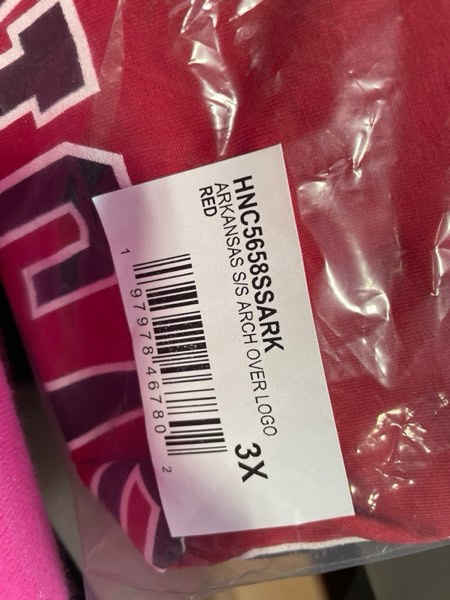 HNC5658SSARK
ARKANSAS S/S ARCH OVER LOGO
RED
3X
1 97978 46780 2